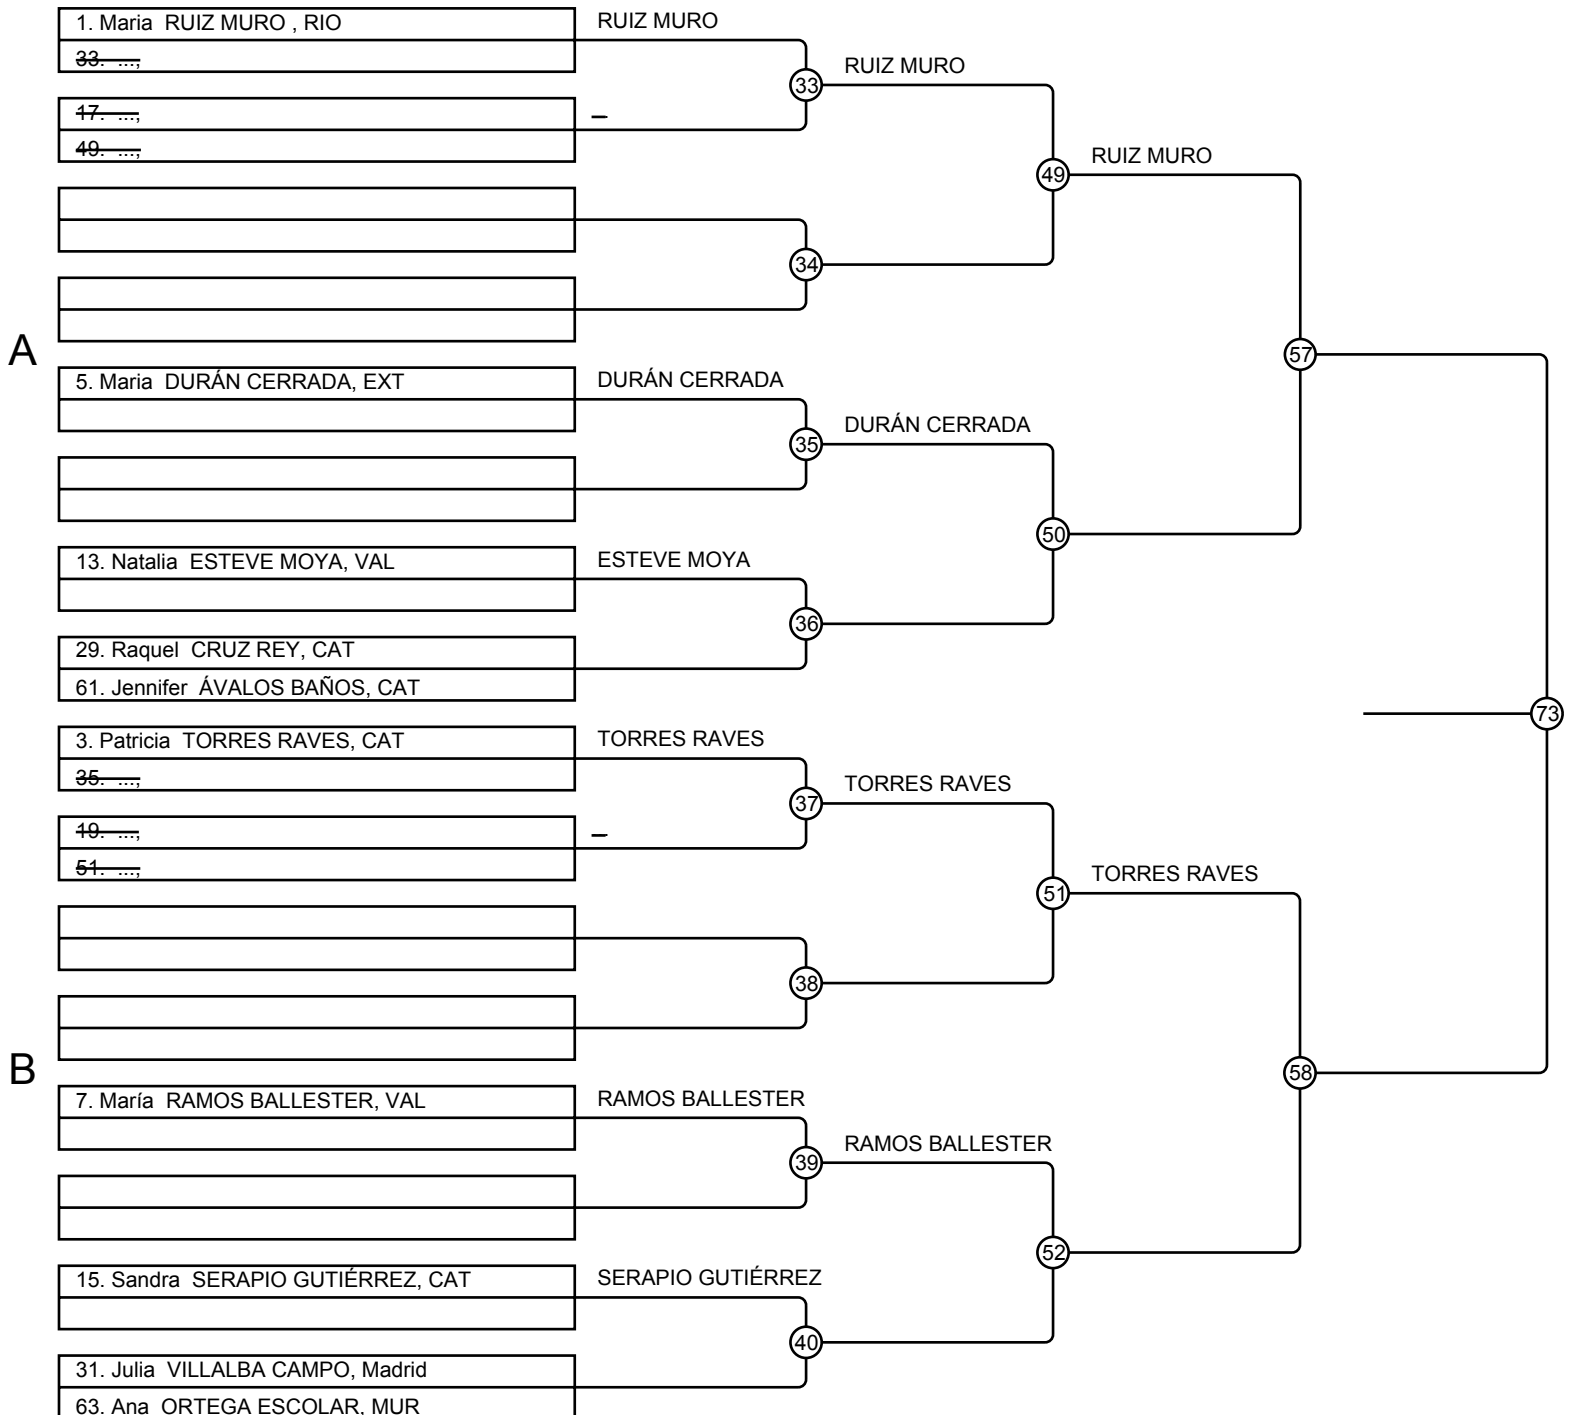 1. Maria  RUIZ MURO , RIO
RUIZ MURO
33.  ...,
RUIZ MURO
33
17.  ...,
–
49.  ...,
RUIZ MURO
49
34
A
57
5. Maria  DURÁN CERRADA, EXT
DURÁN CERRADA
DURÁN CERRADA
35
50
13. Natalia  ESTEVE MOYA, VAL
ESTEVE MOYA
36
29. Raquel  CRUZ REY, CAT
61. Jennifer  ÁVALOS BAÑOS, CAT
73
3. Patricia  TORRES RAVES, CAT
TORRES RAVES
35.  ...,
TORRES RAVES
37
19.  ...,
–
51.  ...,
TORRES RAVES
51
38
B
58
7. María  RAMOS BALLESTER, VAL
RAMOS BALLESTER
RAMOS BALLESTER
39
52
15. Sandra  SERAPIO GUTIÉRREZ, CAT
SERAPIO GUTIÉRREZ
40
31. Julia  VILLALBA CAMPO, Madrid
63. Ana  ORTEGA ESCOLAR, MUR